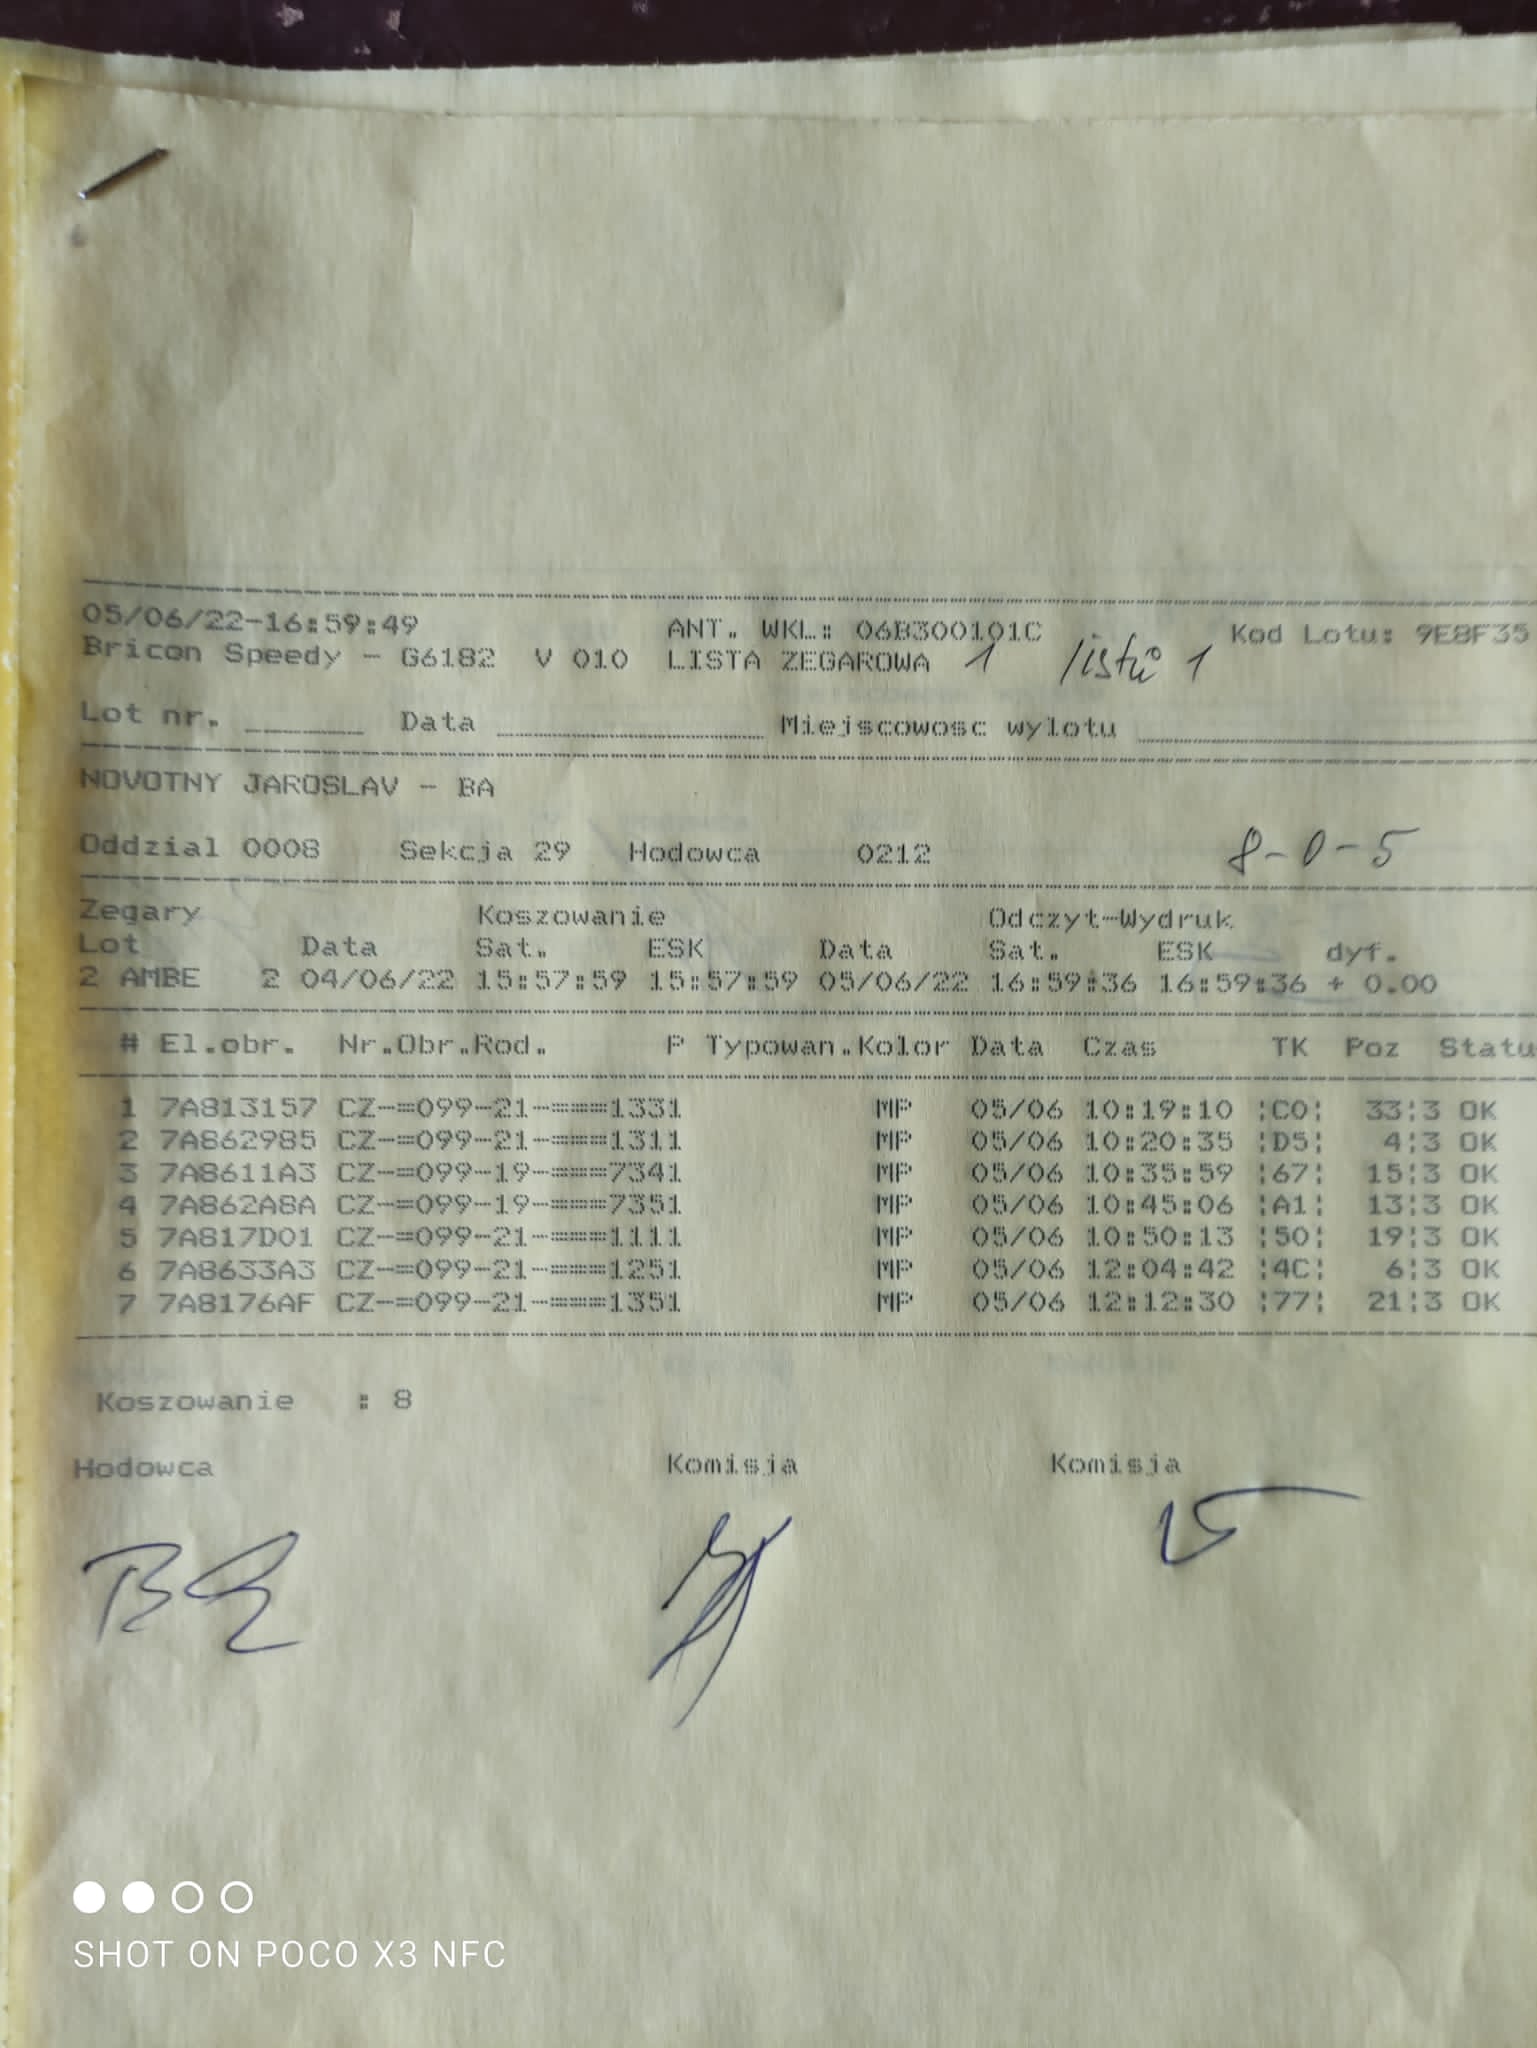 05/06/22-16:59:49 ANT. WKL: 06B300101C Kod Lotu: 9E8F35
Bricon Speedy - G6182 V 010 LISTA ZEGAROWA 1 listů 1
Lot nr. Data Miejscowosc wylotu
NOVOTNY JAROSLAV - BA
Oddzial 0008 Sekcja 29 Hodowca 0212 8-0-5
Zegary Koszowanie Odczyt-Wydruk
Lot Data Sat. ESK Data Sat. ESK dyf.
2 AMBE 2 04/06/22 15:57:59 15:57:59 05/06/22 16:59:36 16:59:36 + 0.00
# El.obr. Nr.Obr.Rod. P Typowan.Kolor Data Czas TK Poz Statu
1 7A813157 CZ-=099-21-====1331 MP 05/06 10:19:10 ¦C0¦ 33¦3 OK
2 7A862985 CZ-=099-21-====1311 MP 05/06 10:20:35 ¦D5¦ 4¦3 OK
3 7A8611A3 CZ-=099-19-====7341 MP 05/06 10:35:59 ¦67¦ 15¦3 OK
4 7A862A8A CZ-=099-19-====7351 MP 05/06 10:45:06 ¦A1¦ 13¦3 OK
5 7A817D01 CZ-=099-21-====1111 MP 05/06 10:50:13 ¦50¦ 19¦3 OK
6 7A8633A3 CZ-=099-21-====1251 MP 05/06 12:04:42 ¦4C¦ 6¦3 OK
7 7A8176AF CZ-=099-21-====1351 MP 05/06 12:12:30 ¦77¦ 21¦3 OK
Koszowanie : 8
Hodowca Komisja Komisja
SHOT ON POCO X3 NFC